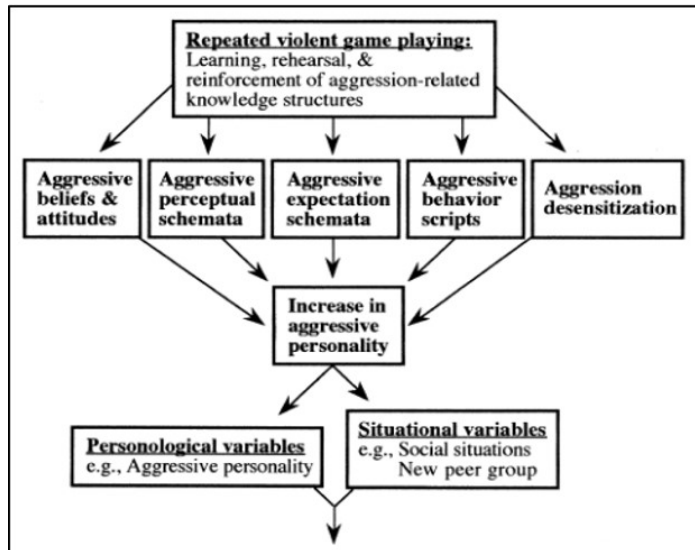 Repeated violent game playing:
Learning, rehearsal, &
reinforcement of aggression-related
knowledge structures
Aggressive
beliefs &
attitudes
Aggressive
perceptual
schemata
Aggressive
expectation
schemata
Aggressive
behavior
scripts
Aggression
desensitization
Increase in
aggressive
personality
Personological variables
e.g., Aggressive personality
Situational variables
e.g., Social situations
New peer group